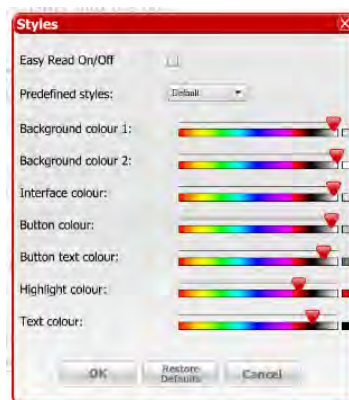 Styles
Easy Read On/Off
Predefined styles:
Default
Background colour 1:
Background colour 2:
Interface colour:
Button colour:
Button text colour:
Highlight colour:
Text colour:
OK
Restore
Defaults
Cancel